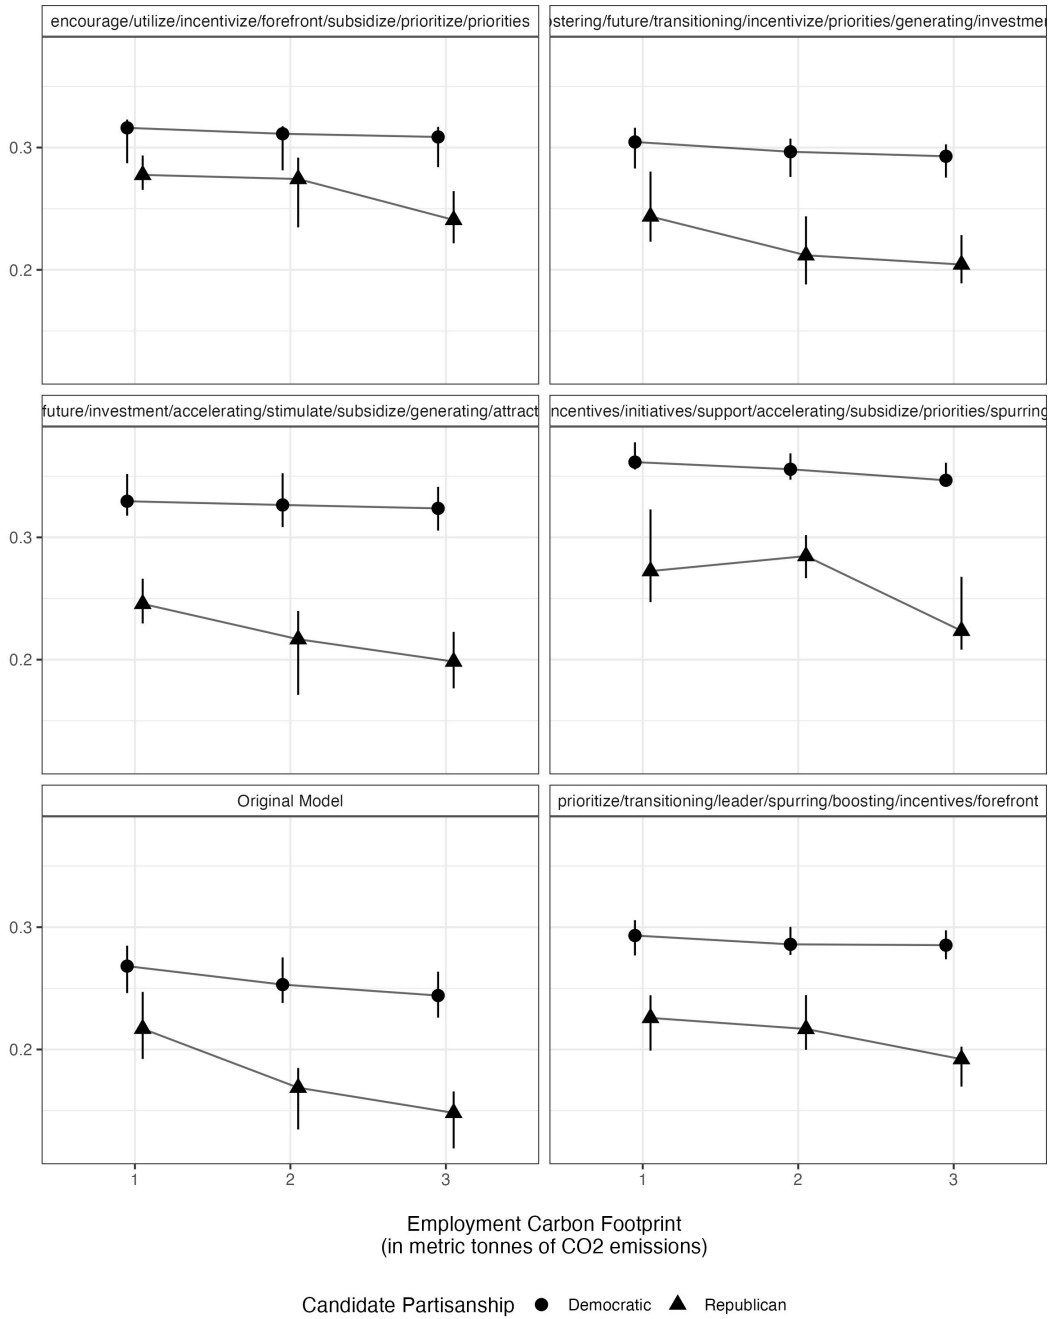 encourage/utilize/incentivize/forefront/subsidize/prioritize/priorities
stering/future/transitioning/incentivize/priorities/generating/investme
0.3
0.2
future/investment/accelerating/stimulate/subsidize/generating/attract
ncentives/initiatives/support/accelerating/subsidize/priorities/spurring
0.3
0.2
Original Model
prioritize/transitioning/leader/spurring/boosting/incentives/forefront
0.3
0.2
1 2 3
1 2 3
Employment Carbon Footprint
(in metric tonnes of CO2 emissions)
Candidate Partisanship Democratic Republican